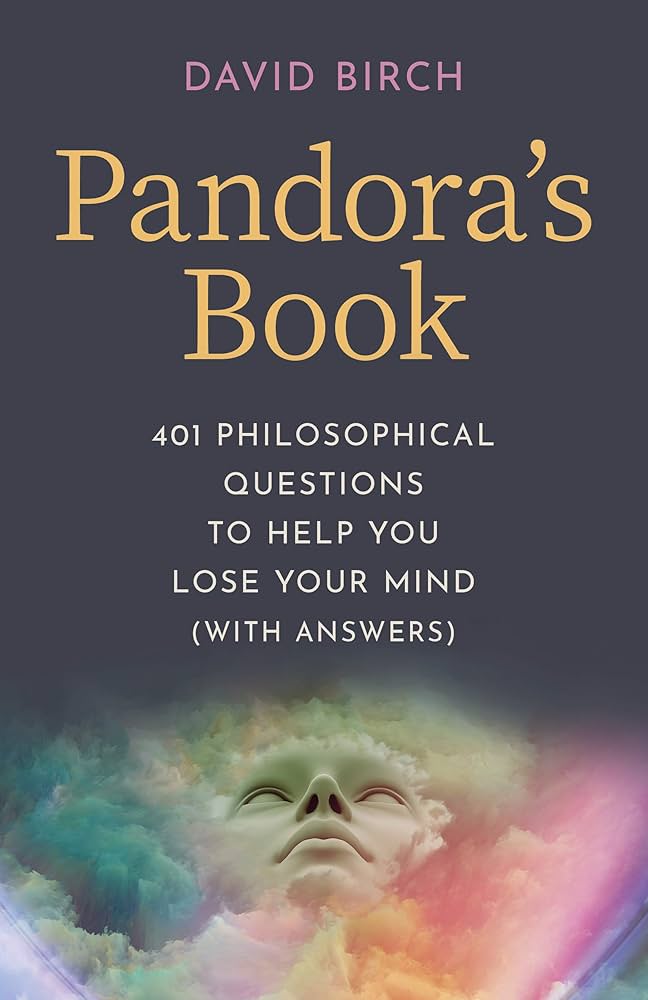 DAVID BIRCH
Pandora’s
Book
401 PHILOSOPHICAL
QUESTIONS
TO HELP YOU
LOSE YOUR MIND
(WITH ANSWERS)